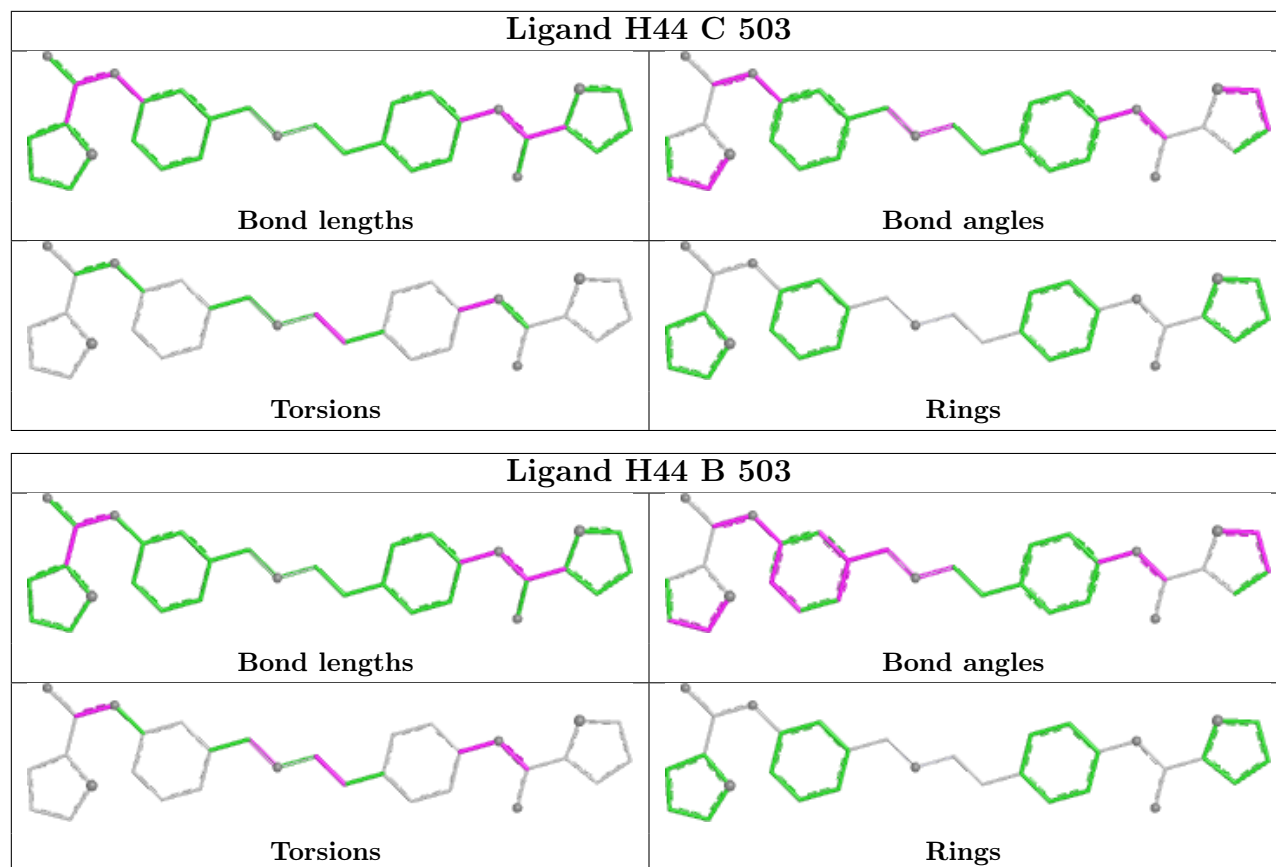 Ligand H44 C 503
Bond lengths
Bond angles
Torsions
Rings
Ligand H44 B 503
Bond lengths
Bond angles
Torsions
Rings